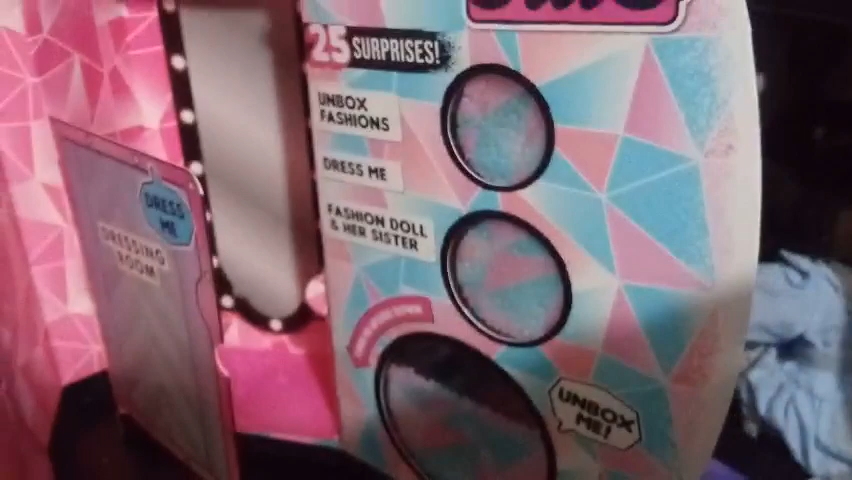 25 SURPRISES!
UNBOX
FASHIONS
DRESS ME
FASHION DOLL
& HER SISTER
DRESS
ME
DRESSING
ROOM
UNBOX
ME!